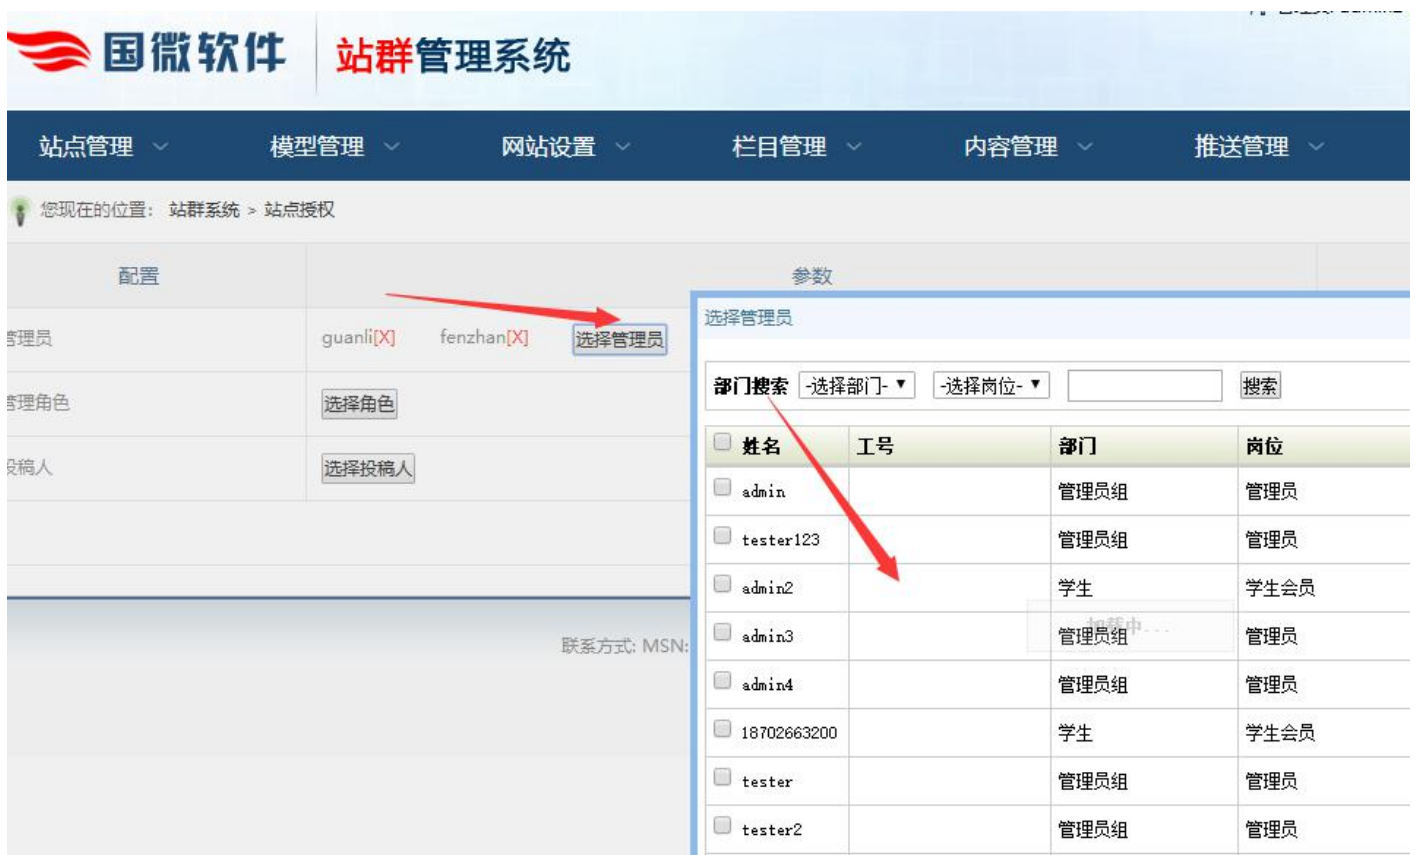 国微软件 站群管理系统
站点管理 模型管理 网站设置 栏目管理 内容管理 推送管理
您现在的位置： 站群系统 > 站点授权
配置 参数
管理员 guanli[X] fenzhan[X] 选择管理员
管理角色 选择角色
投稿人 选择投稿人
联系方式: MSN:
选择管理员
部门搜索 -选择部门- -选择岗位- 搜索
姓名 工号 部门 岗位
admin 管理员组 管理员
tester123 管理员组 管理员
admin2 学生 学生会员
加载中...
admin3 管理员组 管理员
admin4 管理员组 管理员
18702663200 学生 学生会员
tester 管理员组 管理员
tester2 管理员组 管理员